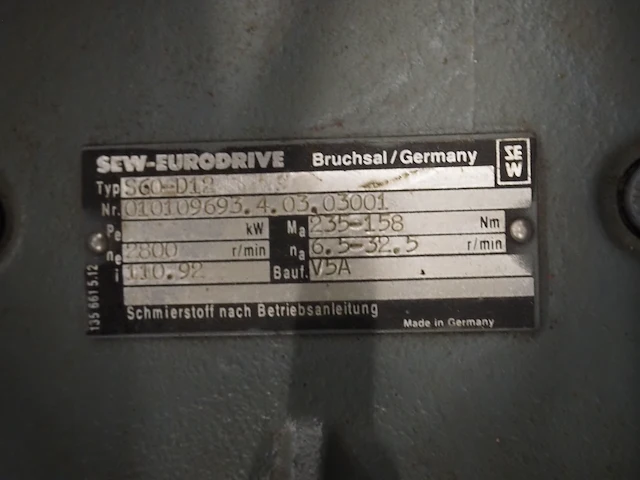 SEW-EURODRIVE Bruchsal/Germany SEW
Typ S60-D18
Nr. 010109693.4.03.03001
Pe kW Ma 235-158 Nm
ne 2800 r/min na 6.5-32.5 r/min
i 110.92 Bauf. V5A
Schmierstoff nach Betriebsanleitung
Made in Germany
135 661 5.12